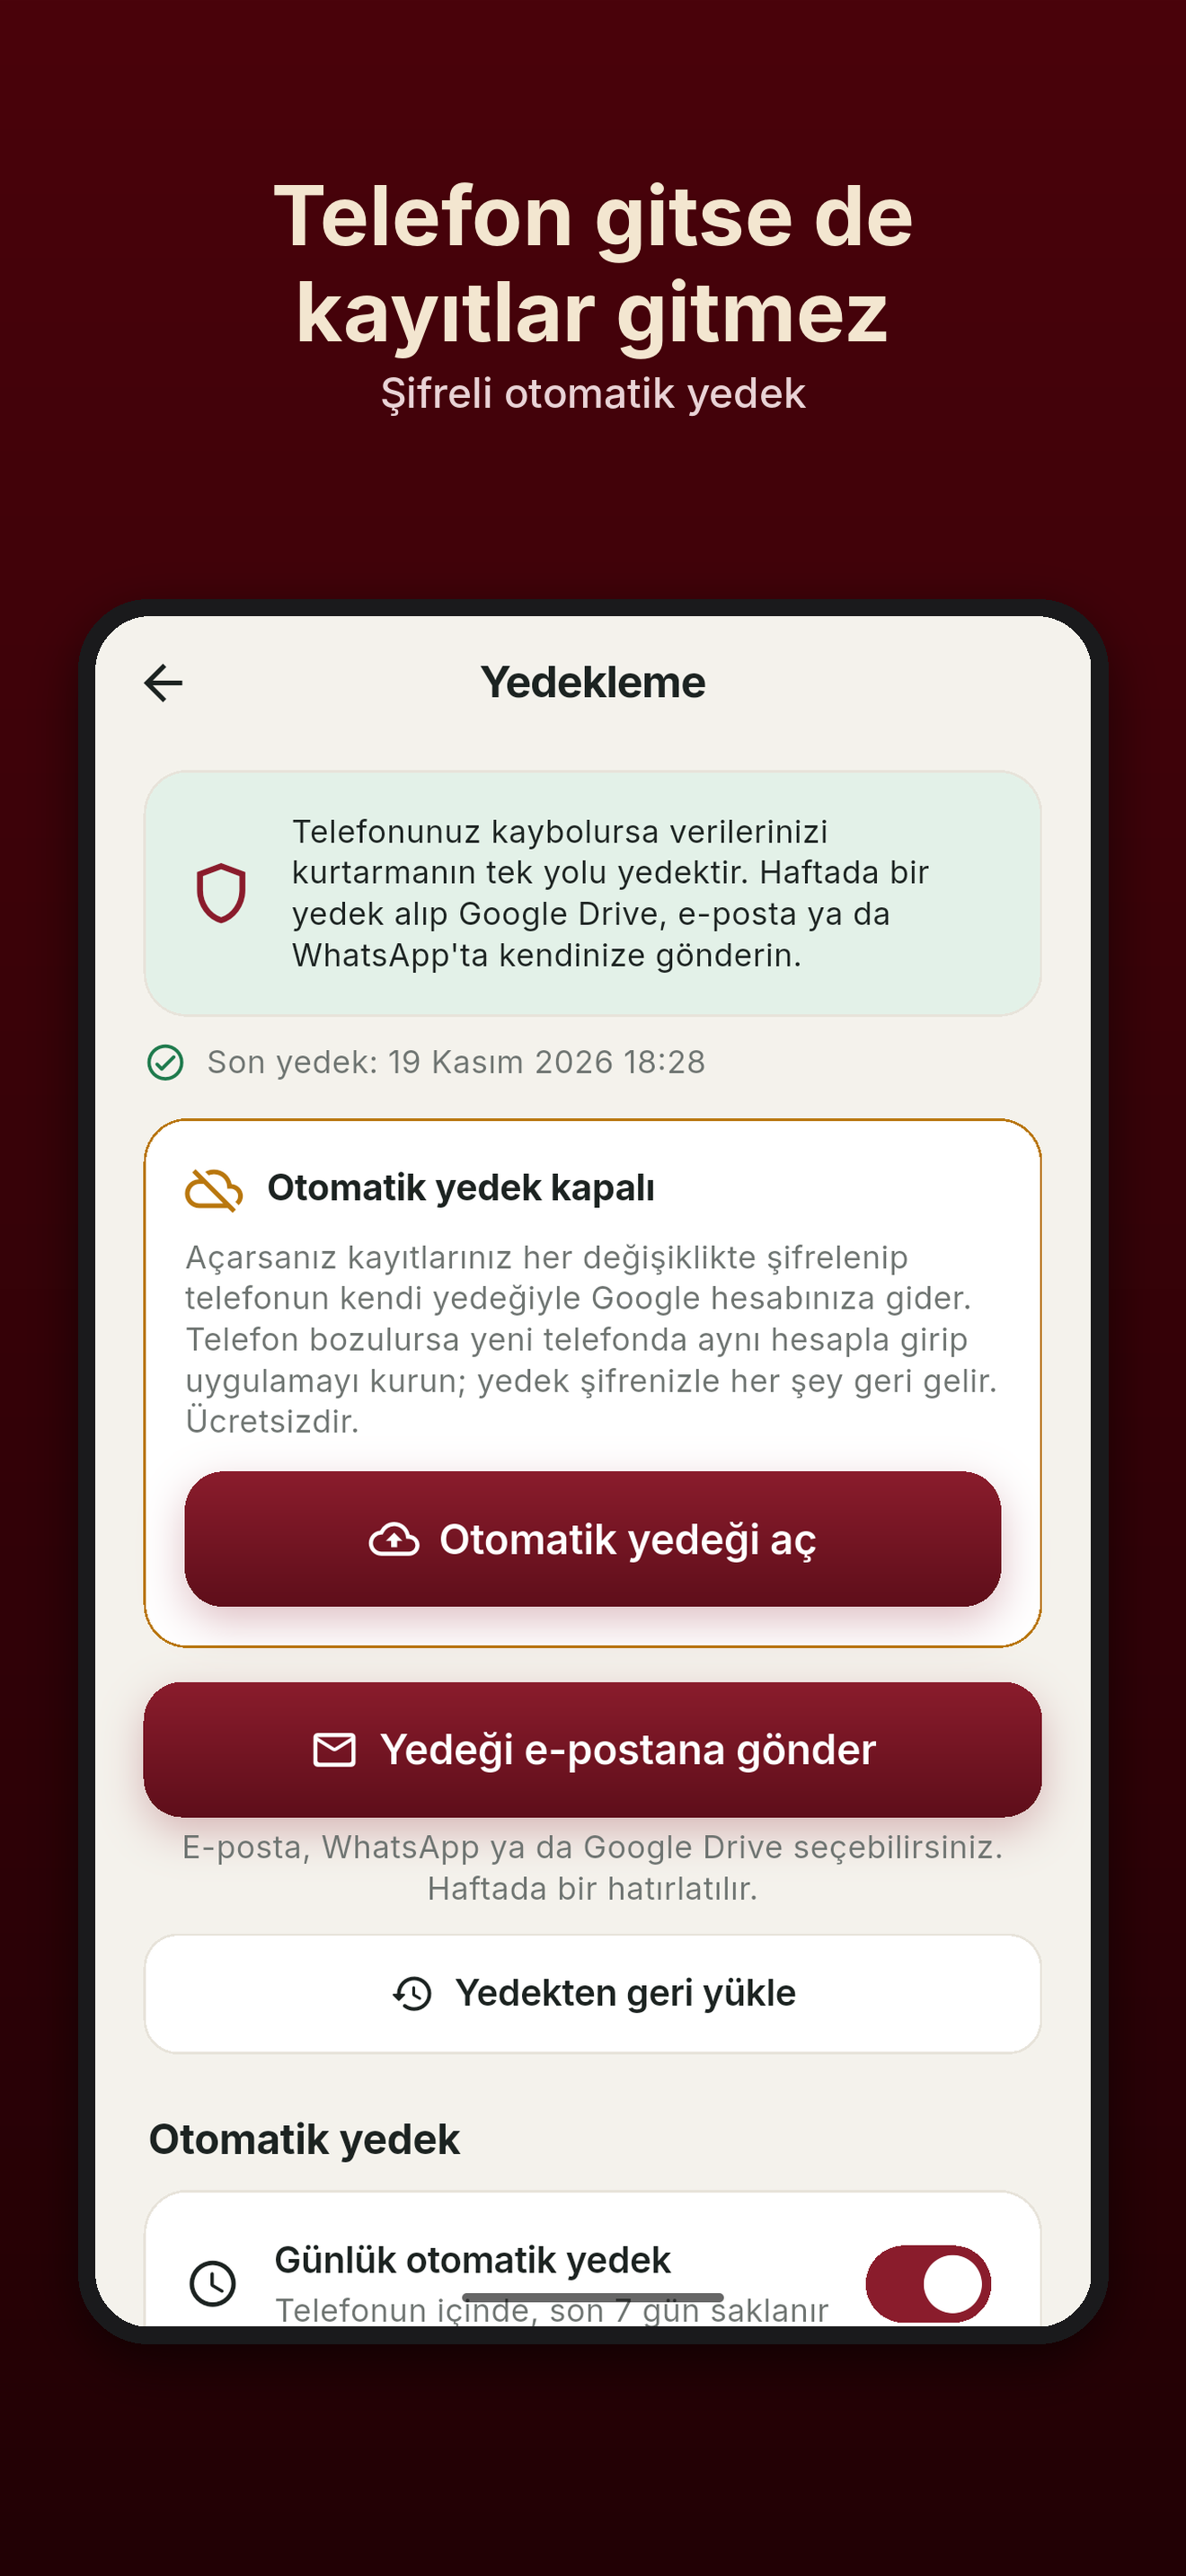 Telefon gitse de
kayıtlar gitmez
Şifreli otomatik yedek
Yedekleme
Telefonunuz kaybolursa verilerinizi
kurtarmanın tek yolu yedektir. Haftada bir
yedek alıp Google Drive, e-posta ya da
WhatsApp'ta kendinize gönderin.
Son yedek: 19 Kasım 2026 18:28
Otomatik yedek kapalı
Açarsanız kayıtlarınız her değişiklikte şifrelenip
telefonun kendi yedeğiyle Google hesabınıza gider.
Telefon bozulursa yeni telefonda aynı hesapla girip
uygulamayı kurun; yedek şifrenizle her şey geri gelir.
Ücretsizdir.
Otomatik yedeği aç
Yedeği e-postana gönder
E-posta, WhatsApp ya da Google Drive seçebilirsiniz.
Haftada bir hatırlatılır.
Yedekten geri yükle
Otomatik yedek
Günlük otomatik yedek
Telefonun içinde, son 7 gün saklanır